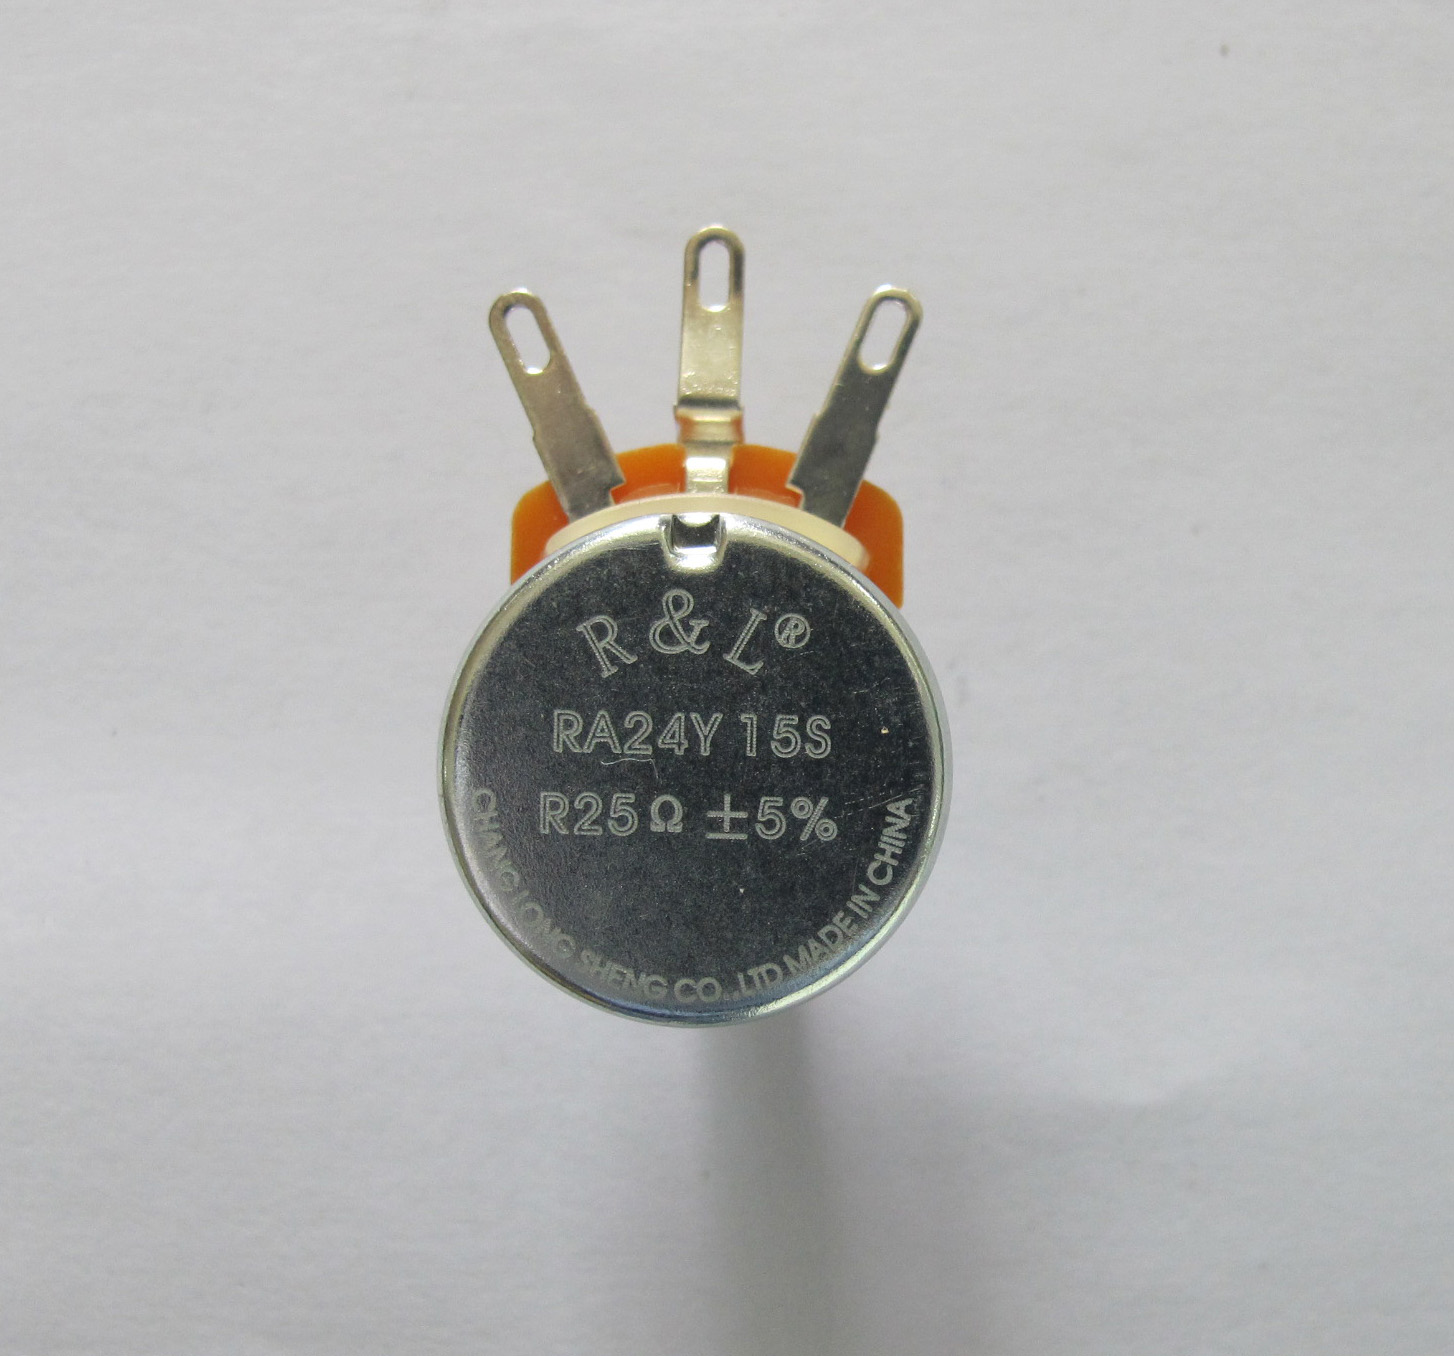 R & L®
RA24Y 15S
R25Ω ±5%
CHANG LONG SHENG CO..LTD MADE IN CHINA